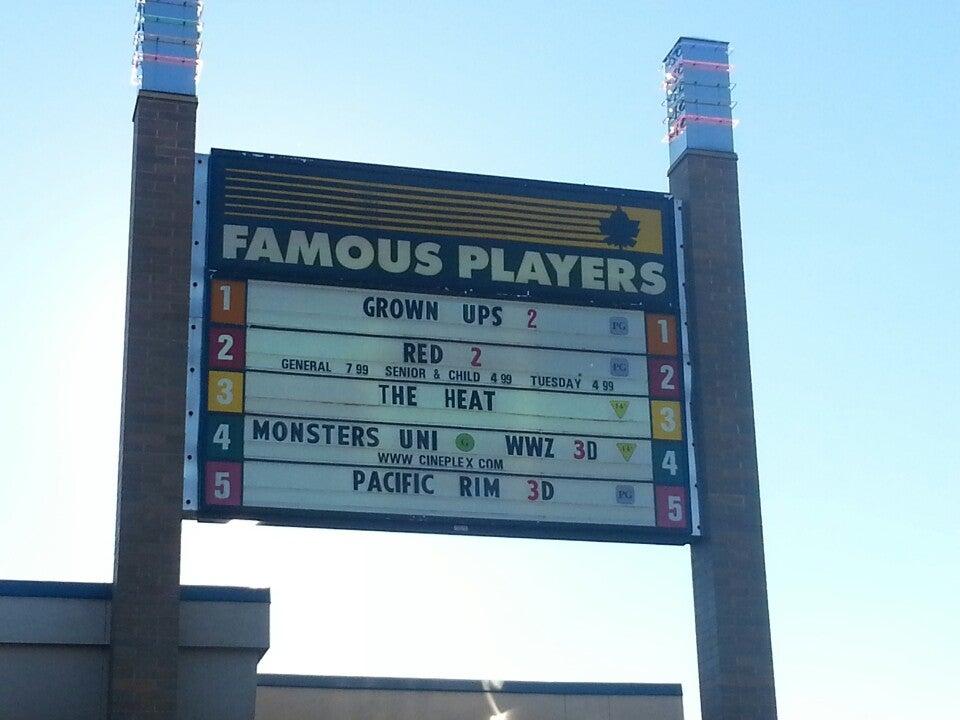 FAMOUS PLAYERS
1 GROWN UPS 2 PG 1
2 RED 2 PG 2
GENERAL 7 99 SENIOR & CHILD 4 99 TUESDAY 4 99
3 THE HEAT 14 3
4 MONSTERS UNI G WWZ 3D 14 4
WWW CINEPLEX COM
5 PACIFIC RIM 3D PG 5